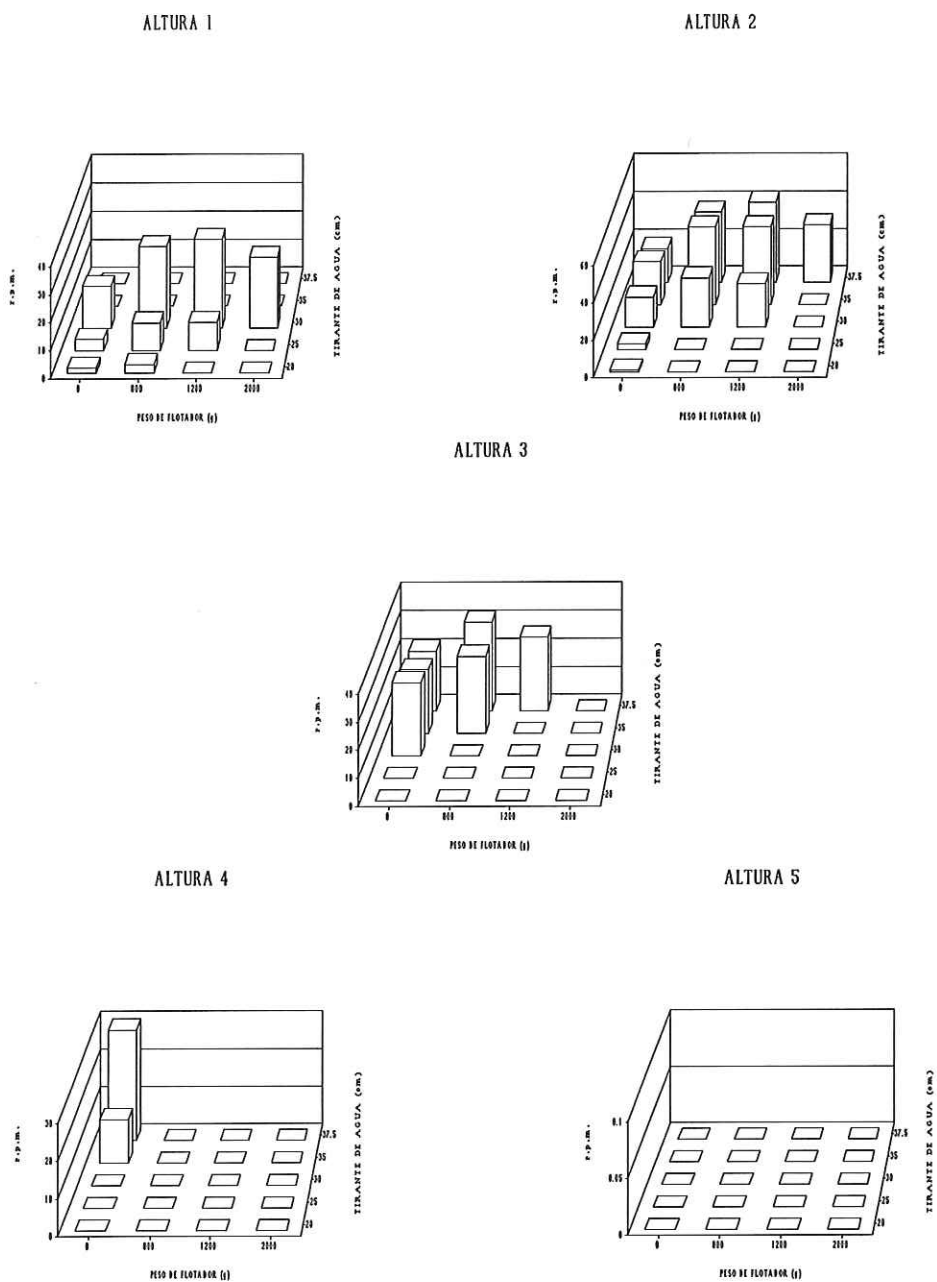 ALTURA 1
40
30
20
10
0
r.p.m.
0 800 1200 2000
PESO DE FLOTADOR (g)
37.5
35
30
25
20
TIRANTE DE AGUA (cm)
ALTURA 2
60
40
20
0
r.p.m.
0 800 1200 2000
PESO DE FLOTADOR (g)
37.5
35
30
25
20
TIRANTE DE AGUA (cm)
ALTURA 3
40
30
20
10
0
r.p.m.
0 800 1200 2000
PESO DE FLOTADOR (g)
37.5
35
30
25
20
TIRANTE DE AGUA (cm)
ALTURA 4
30
20
10
0
r.p.m.
0 800 1200 2000
PESO DE FLOTADOR (g)
37.5
35
30
25
20
TIRANTE DE AGUA (cm)
ALTURA 5
0.1
0.05
0
r.p.m.
0 800 1200 2000
PESO DE FLOTADOR (g)
37.5
35
30
25
20
TIRANTE DE AGUA (cm)